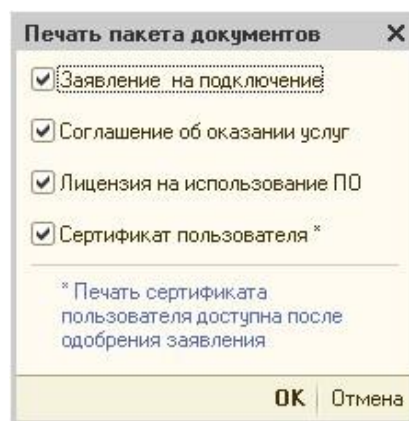 Печать пакета документов
Заявление на подключение
Соглашение об оказании услуг
Лицензия на использование ПО
Сертификат пользователя *
* Печать сертификата
пользователя доступна после
одобрения заявления
OK Отмена